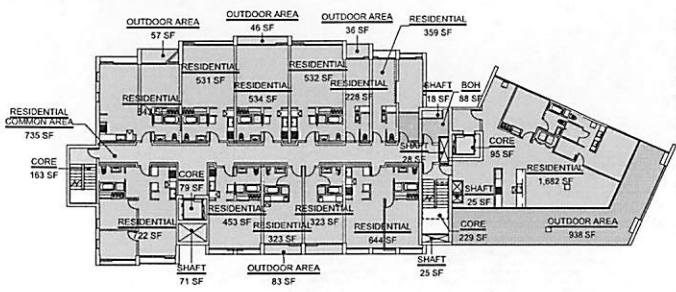 OUTDOOR AREA
57 SF
OUTDOOR AREA
46 SF
OUTDOOR AREA
36 SF
RESIDENTIAL
359 SF
RESIDENTIAL
531 SF
RESIDENTIAL
534 SF
RESIDENTIAL
532 SF
RESIDENTIAL
228 SF
SHAFT
18 SF
BOH
88 SF
RESIDENTIAL
RESIDENTIAL
COMMON AREA
735 SF
CORE
163 SF
CORE
79 SF
SHAFT
28 SF
CORE
95 SF
RESIDENTIAL
1,682 SF
SHAFT
25 SF
RESIDENTIAL
722 SF
RESIDENTIAL
453 SF
RESIDENTIAL
323 SF
RESIDENTIAL
323 SF
RESIDENTIAL
644 SF
CORE
229 SF
OUTDOOR AREA
938 SF
SHAFT
71 SF
OUTDOOR AREA
83 SF
SHAFT
25 SF